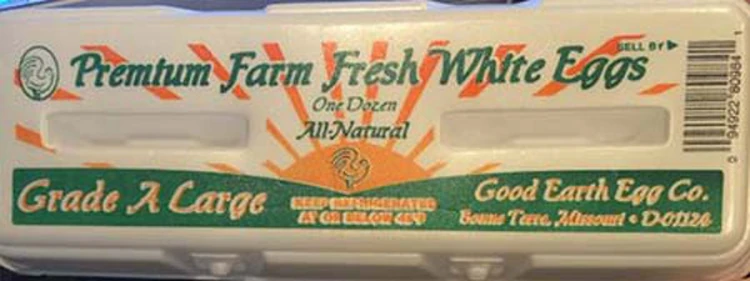 SELL BY
Premium Farm Fresh White Eggs
One Dozen
All-Natural
Grade A Large
KEEP REFRIGERATED
AT OR BELOW 45°F
Good Earth Egg Co.
Bonne Terre, Missouri •
0 94922 80984 1